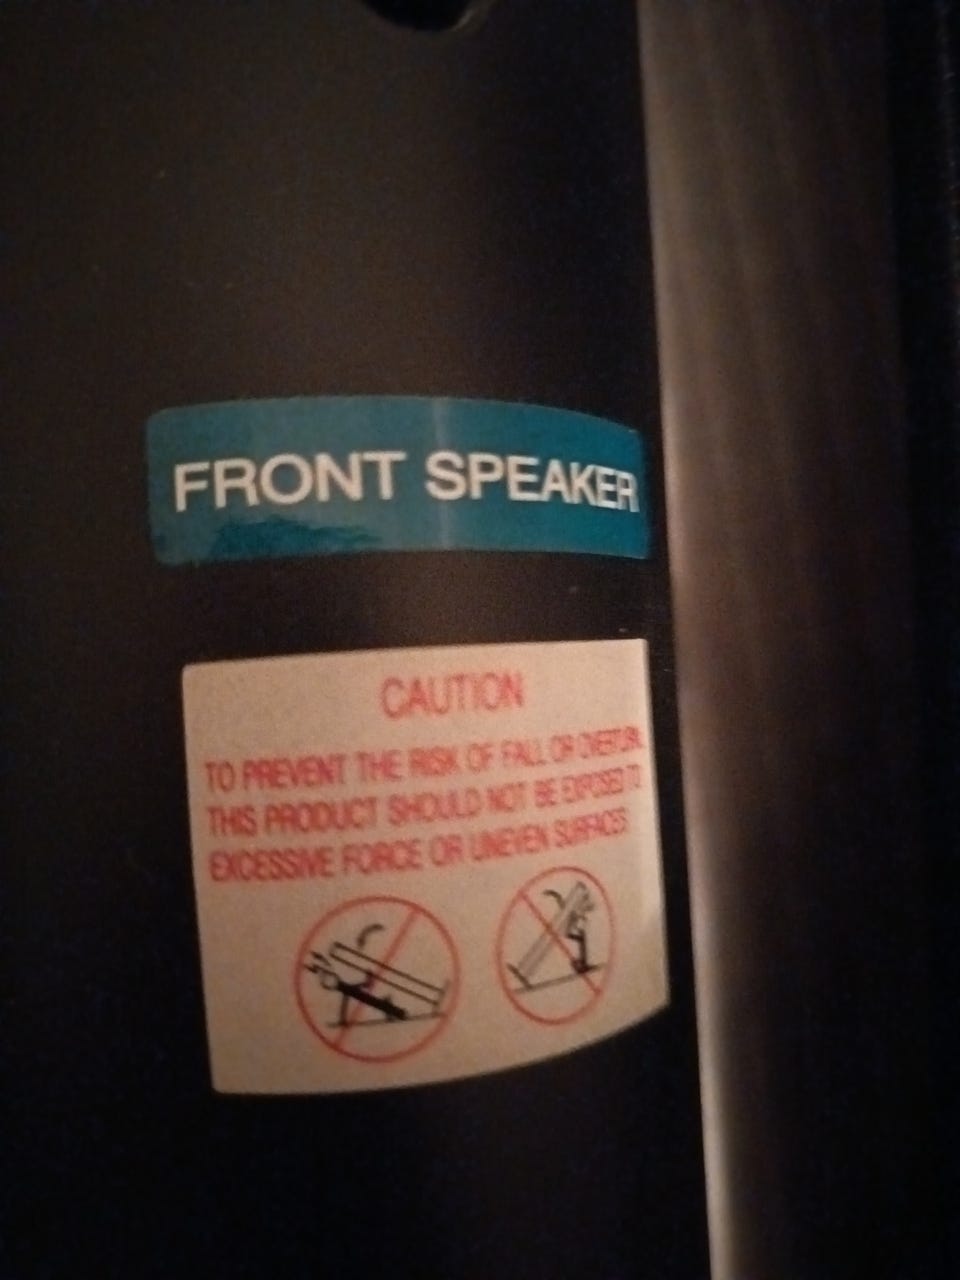 FRONT SPEAKER
CAUTION
TO PREVENT THE RISK OF FALL OR OVERTURN,
THIS PRODUCT SHOULD NOT BE EXPOSED TO
EXCESSIVE FORCE OR UNEVEN SURFACES.